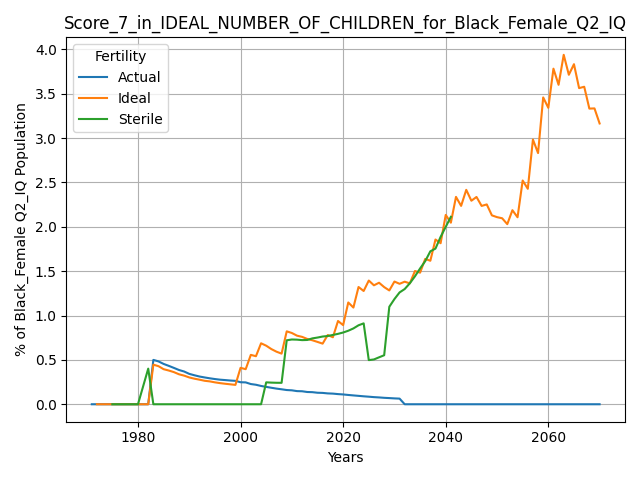 Score_7_in_IDEAL_NUMBER_OF_CHILDREN_for_Black_Female_Q2_IQ
Fertility
Actual
Ideal
Sterile
% of Black_Female Q2_IQ Population
4.0
3.5
3.0
2.5
2.0
1.5
1.0
0.5
0.0
1980 2000 2020 2040 2060
Years